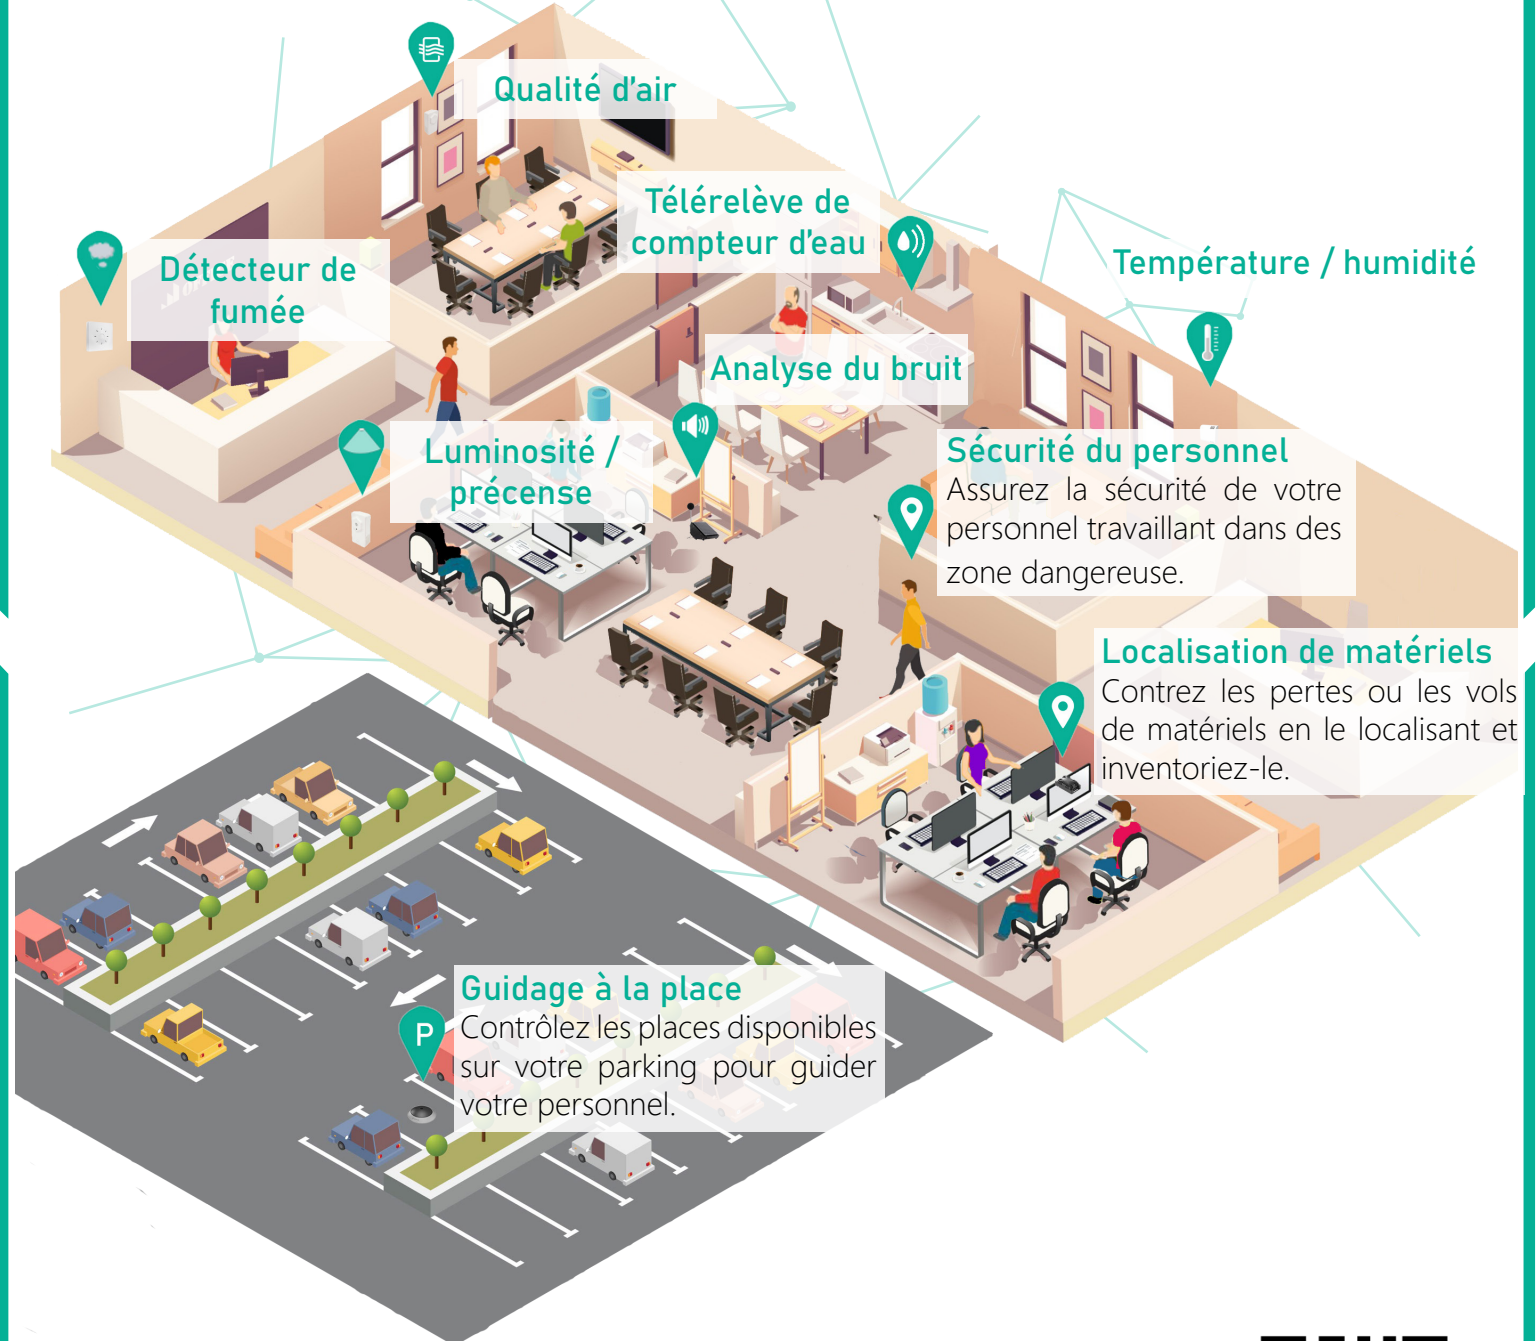 Qualité d'air
Télérelève de
compteur d'eau
Détecteur de
fumée
Température / humidité
Analyse du bruit
Luminosité /
précense
Sécurité du personnel
Assurez la sécurité de votre
personnel travaillant dans des
zone dangereuse.
Localisation de matériels
Contrez les pertes ou les vols
de matériels en le localisant et
inventoriez-le.
Guidage à la place
P
Contrôlez les places disponibles
sur votre parking pour guider
votre personnel.